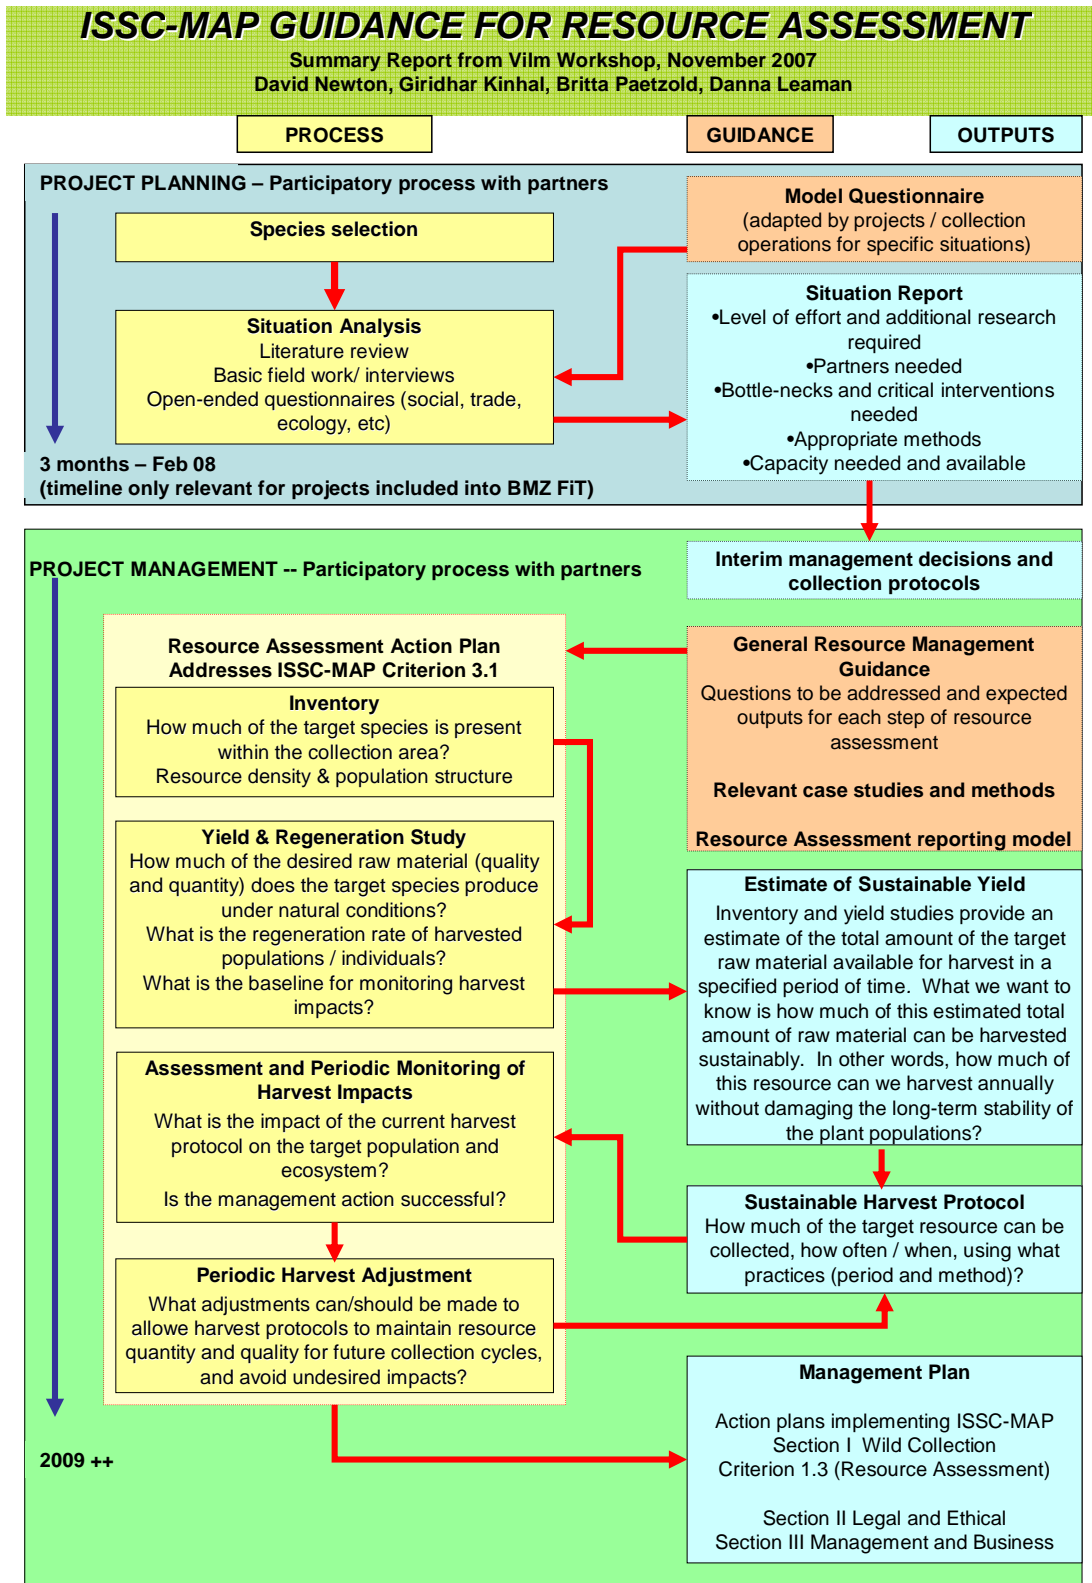 ISSC-MAP GUIDANCE FOR RESOURCE ASSESSMENT
Summary Report from Vilm Workshop, November 2007
David Newton, Giridhar Kinhal, Britta Paetzold, Danna Leaman
PROCESS
GUIDANCE
OUTPUTS
PROJECT PLANNING – Participatory process with partners
Species selection
Model Questionnaire
(adapted by projects / collection
operations for specific situations)
Situation Analysis
Literature review
Basic field work/ interviews
Open-ended questionnaires (social, trade,
ecology, etc)
Situation Report
•Level of effort and additional research
required
•Partners needed
•Bottle-necks and critical interventions
needed
•Appropriate methods
•Capacity needed and available
3 months – Feb 08
(timeline only relevant for projects included into BMZ FiT)
PROJECT MANAGEMENT -- Participatory process with partners
Interim management decisions and
collection protocols
Resource Assessment Action Plan
Addresses ISSC-MAP Criterion 3.1
General Resource Management
Guidance
Questions to be addressed and expected
outputs for each step of resource
assessment
Relevant case studies and methods
Resource Assessment reporting model
Inventory
How much of the target species is present
within the collection area?
Resource density & population structure
Yield & Regeneration Study
How much of the desired raw material (quality
and quantity) does the target species produce
under natural conditions?
What is the regeneration rate of harvested
populations / individuals?
What is the baseline for monitoring harvest
impacts?
Estimate of Sustainable Yield
Inventory and yield studies provide an
estimate of the total amount of the target
raw material available for harvest in a
specified period of time.  What we want to
know is how much of this estimated total
amount of raw material can be harvested
sustainably.  In other words, how much of
this resource can we harvest annually
without damaging the long-term stability of
the plant populations?
Assessment and Periodic Monitoring of
Harvest Impacts
What is the impact of the current harvest
protocol on the target population and
ecosystem?
Is the management action successful?
Sustainable Harvest Protocol
How much of the target resource can be
collected, how often / when, using what
practices (period and method)?
Periodic Harvest Adjustment
What adjustments can/should be made to
allowe harvest protocols to maintain resource
quantity and quality for future collection cycles,
and avoid undesired impacts?
Management Plan
Action plans implementing ISSC-MAP
Section I  Wild Collection
Criterion 1.3 (Resource Assessment)
Section II Legal and Ethical
Section III Management and Business
2009 ++